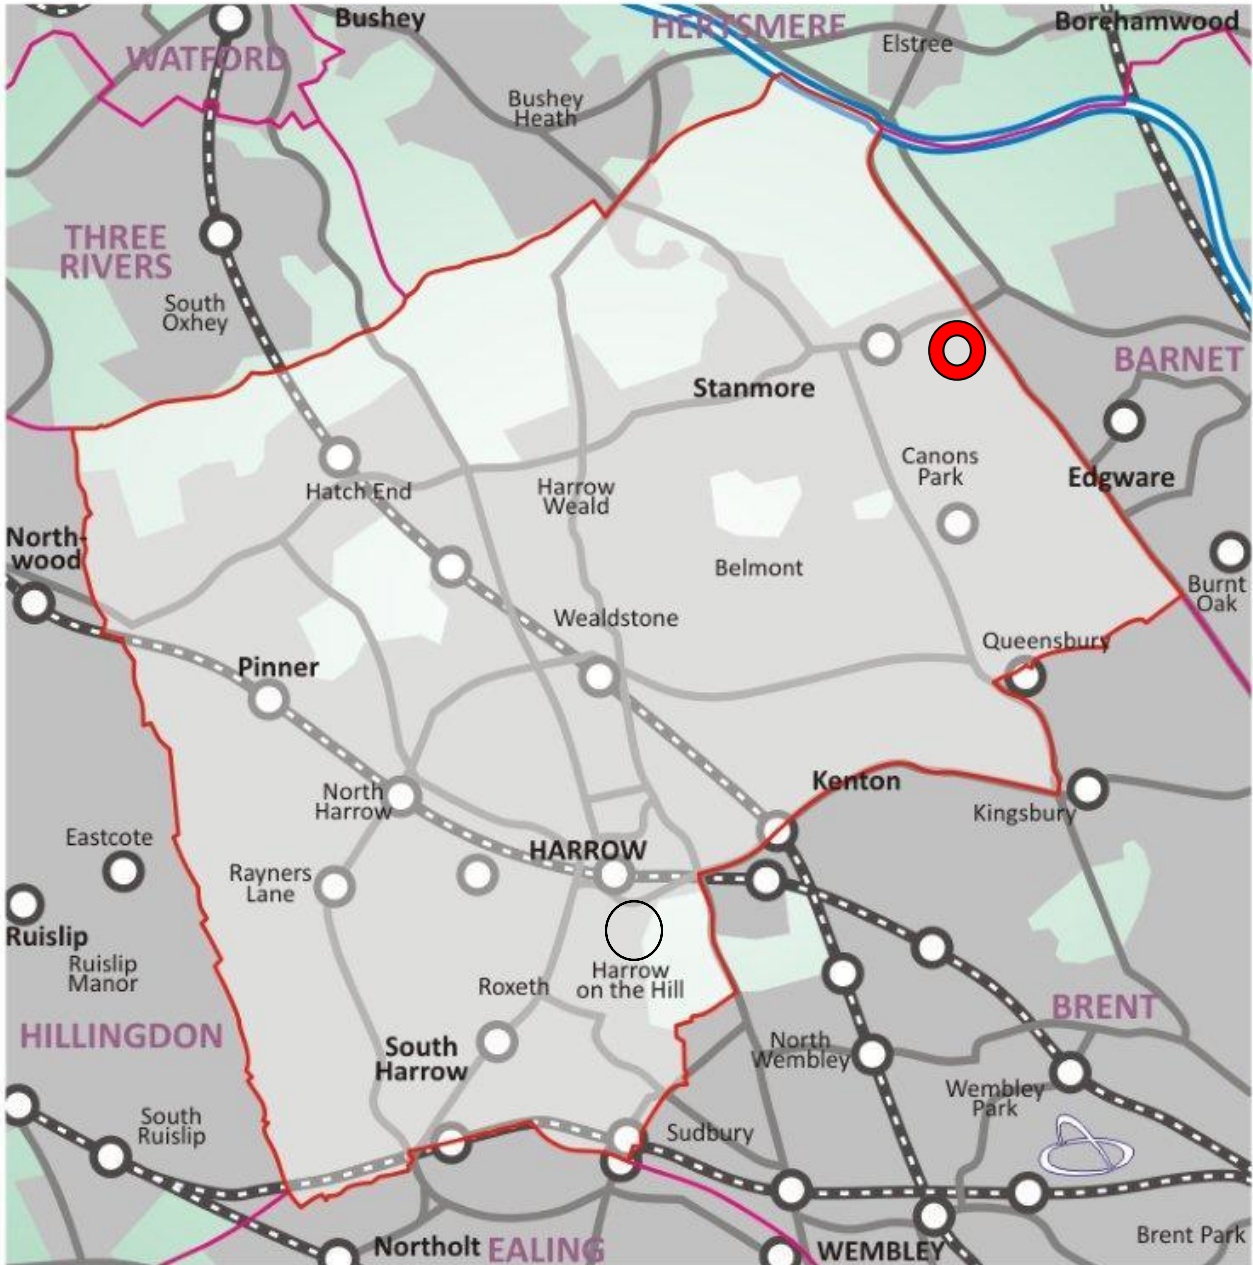 Bushey
HERTSMERE
Borehamwood
Elstree
WATFORD
Bushey
Heath
THREE
RIVERS
South
Oxhey
BARNET
Stanmore
Canons
Park
Edgware
Hatch End
Harrow
Weald
North-
wood
Belmont
Burnt
Oak
Wealdstone
Queensbury
Pinner
Kenton
North
Harrow
Kingsbury
Eastcote
HARROW
Rayners
Lane
Ruislip
Ruislip
Manor
Harrow
on the Hill
Roxeth
BRENT
HILLINGDON
South
Harrow
North
Wembley
Wembley
Park
South
Ruislip
Sudbury
Brent Park
Northolt
EALING
WEMBLEY